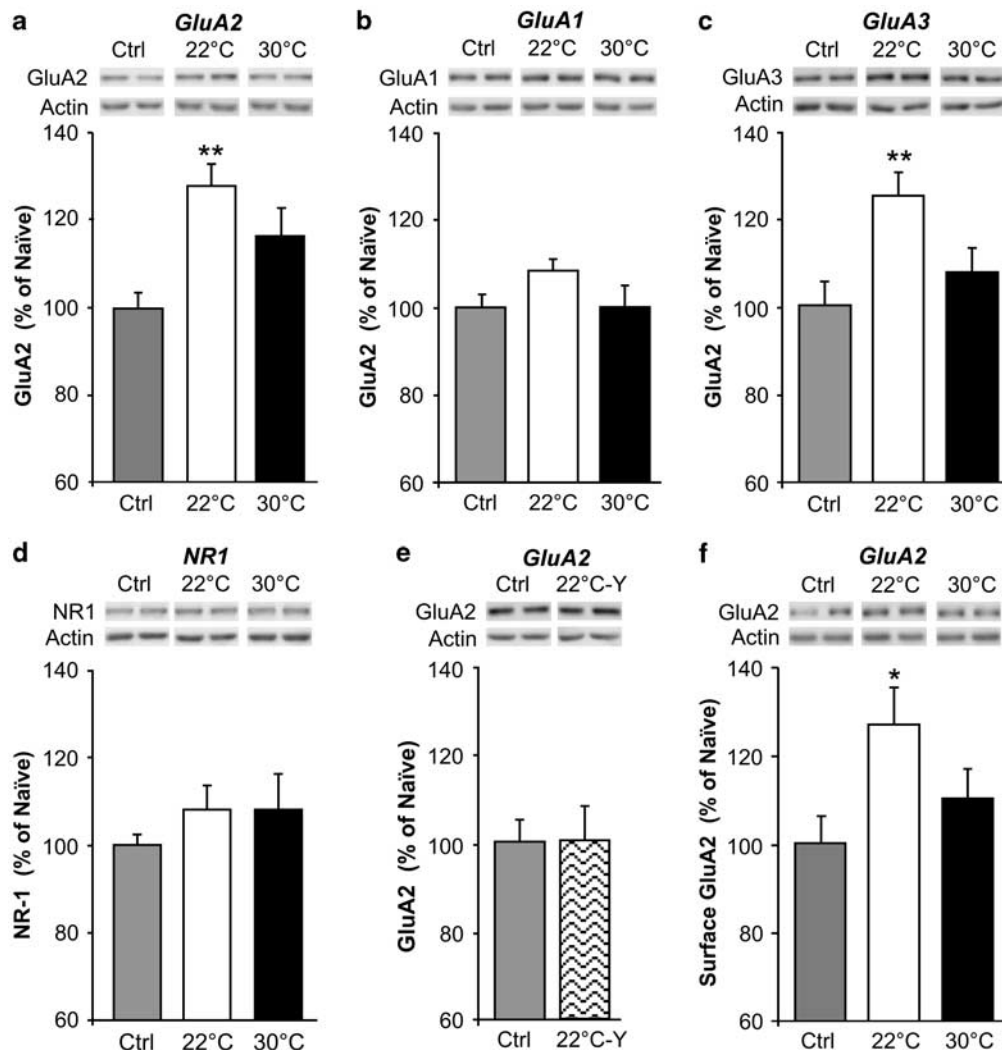 a
GluA2
Ctrl 22°C 30°C
GluA2
Actin
140
120
100
80
60
GluA2 (% of Naïve)
**
Ctrl 22°C 30°C
b
GluA1
Ctrl 22°C 30°C
GluA1
Actin
140
120
100
80
60
GluA2 (% of Naïve)
Ctrl 22°C 30°C
c
GluA3
Ctrl 22°C 30°C
GluA3
Actin
140
120
100
80
60
GluA2 (% of Naïve)
**
Ctrl 22°C 30°C
d
NR1
Ctrl 22°C 30°C
NR1
Actin
140
120
100
80
60
NR-1 (% of Naïve)
Ctrl 22°C 30°C
e
GluA2
Ctrl 22°C-Y
GluA2
Actin
140
120
100
80
60
GluA2 (% of Naïve)
Ctrl 22°C-Y
f
GluA2
Ctrl 22°C 30°C
GluA2
Actin
140
120
100
80
60
Surface GluA2 (% of Naïve)
*
Ctrl 22°C 30°C